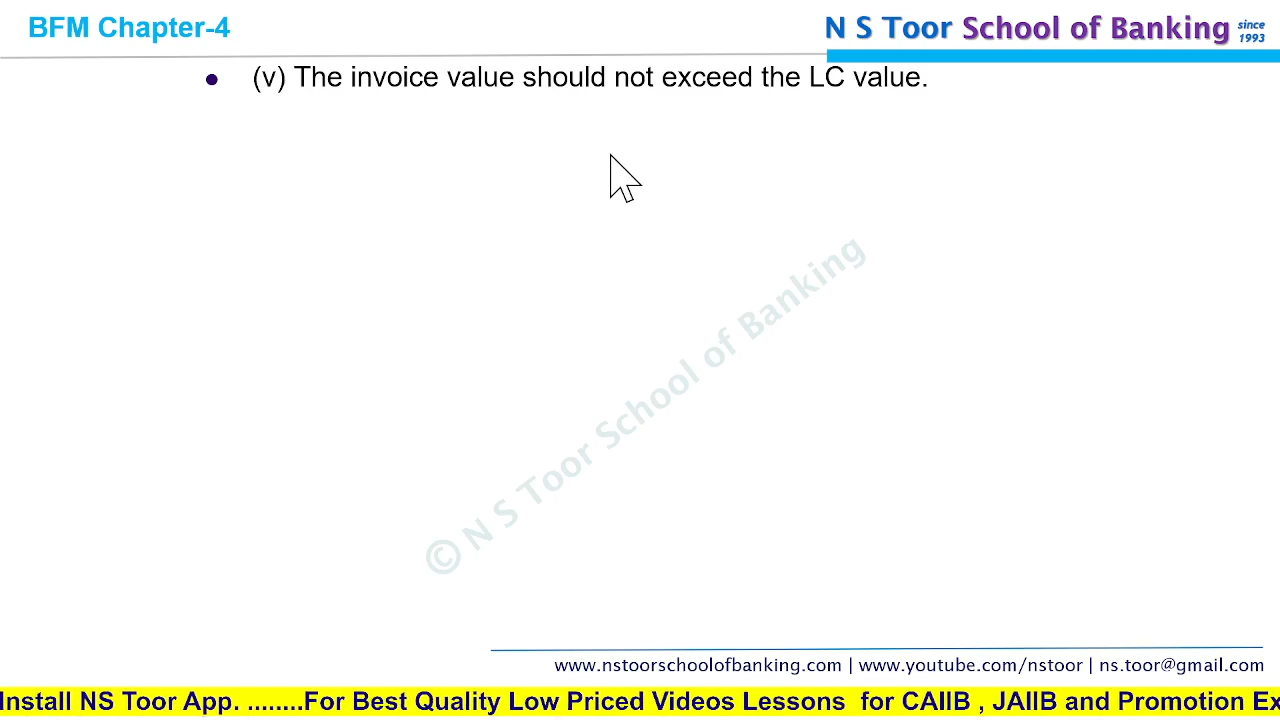 BFM Chapter-4
N S Toor School of Banking since 1993
• (v) The invoice value should not exceed the LC value.
© N S Toor School of Banking
www.nstoorschoolofbanking.com | www.youtube.com/nstoor | ns.toor@gmail.com
Install NS Toor App. ........For Best Quality Low Priced Videos Lessons for CAIIB , JAIIB and Promotion Ex